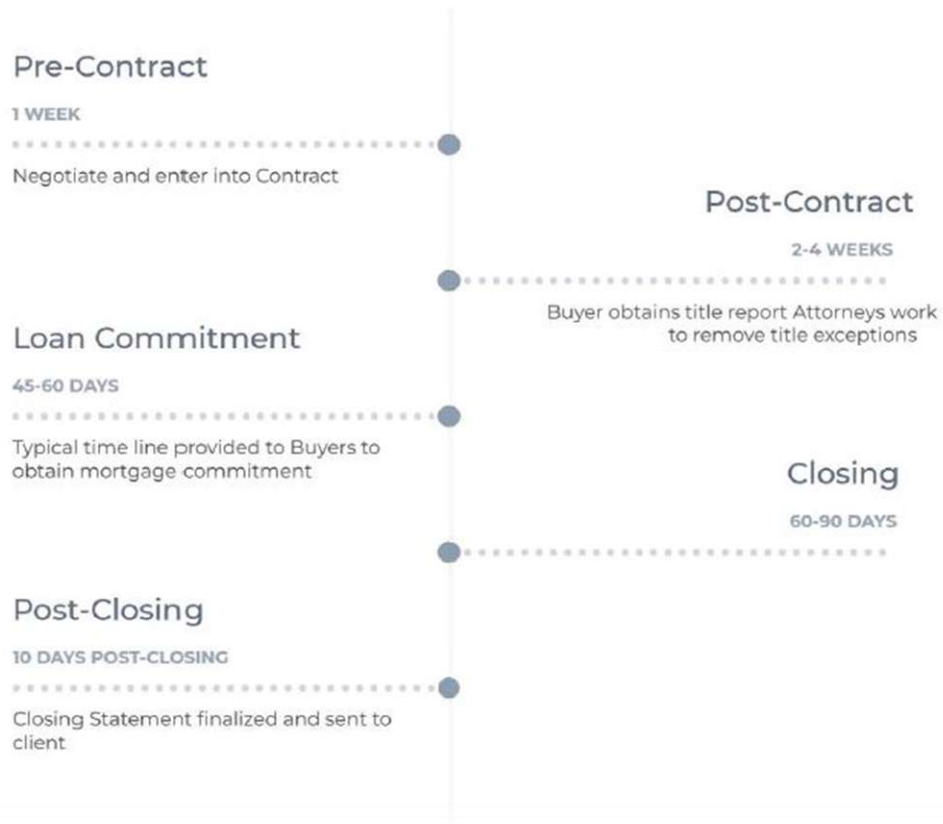 Pre-Contract
1 WEEK
Negotiate and enter into Contract
Post-Contract
2-4 WEEKS
Buyer obtains title report Attorneys work
to remove title exceptions
Loan Commitment
45-60 DAYS
Typical time line provided to Buyers to
obtain mortgage commitment
Closing
60-90 DAYS
Post-Closing
10 DAYS POST-CLOSING
Closing Statement finalized and sent to
client